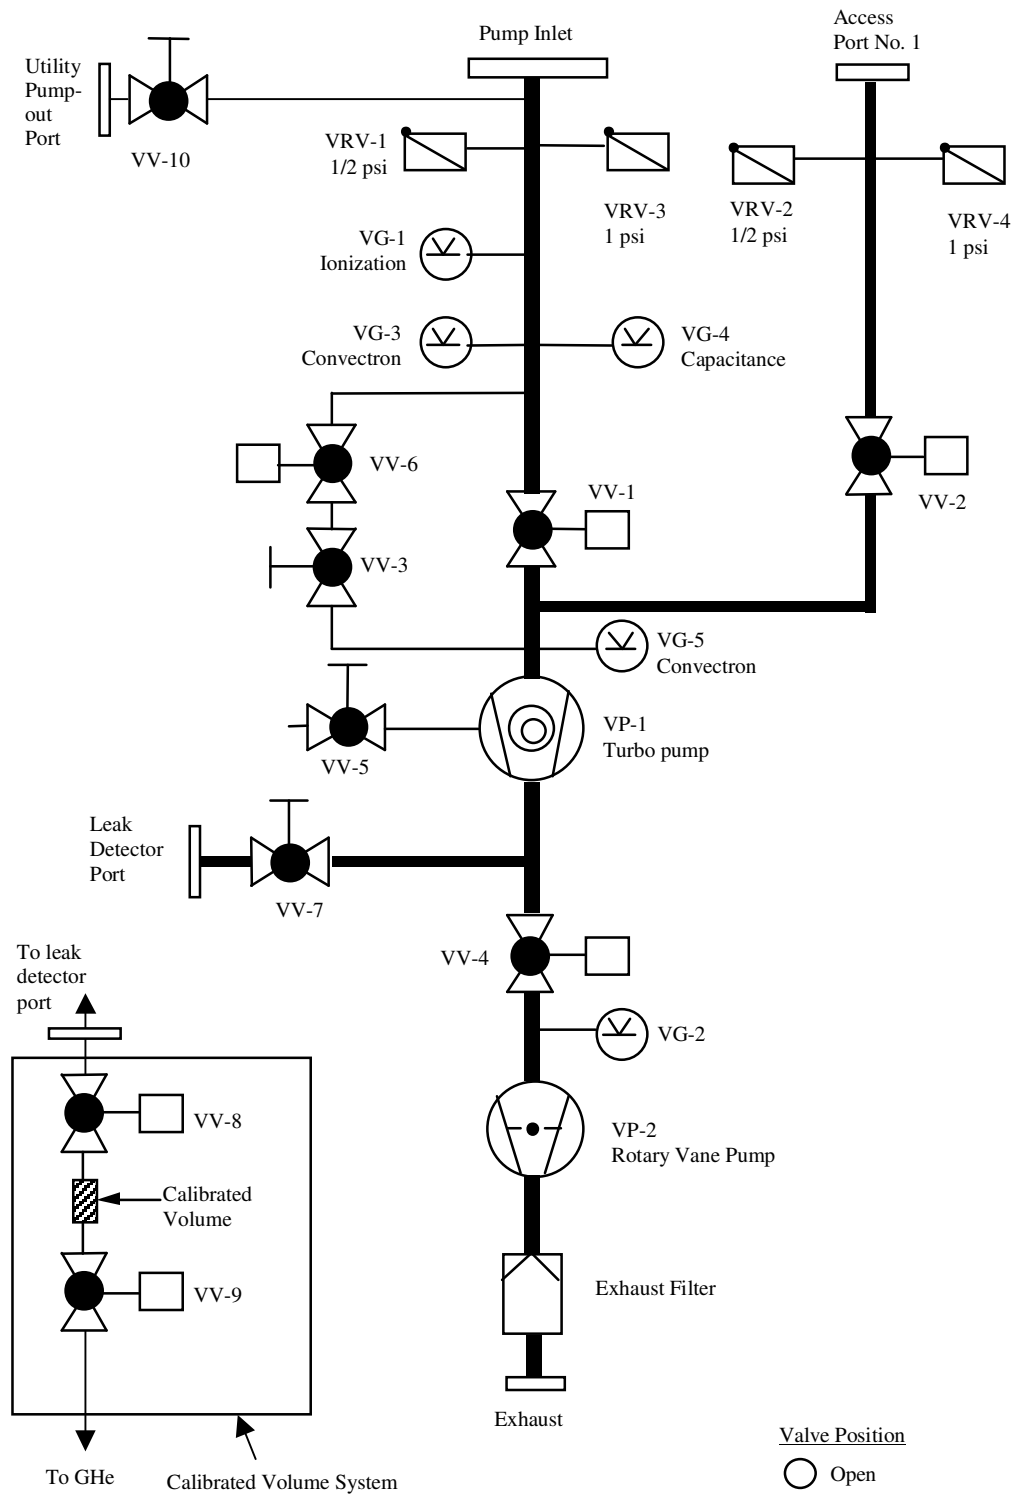 Pump Inlet
Access
Port No. 1
Utility
Pump-
out
Port
VV-10
VRV-1
1/2 psi
VRV-3
1 psi
VRV-2
1/2 psi
VRV-4
1 psi
VG-1
Ionization
VG-3
Convectron
VG-4
Capacitance
VV-6
VV-1
VV-2
VV-3
VG-5
Convectron
VP-1
Turbo pump
VV-5
Leak
Detector
Port
VV-7
VV-4
To leak
detector
port
VG-2
VV-8
VP-2
Rotary Vane Pump
Calibrated
Volume
VV-9
Exhaust Filter
Exhaust
To GHe
Calibrated Volume System
Valve Position
Open